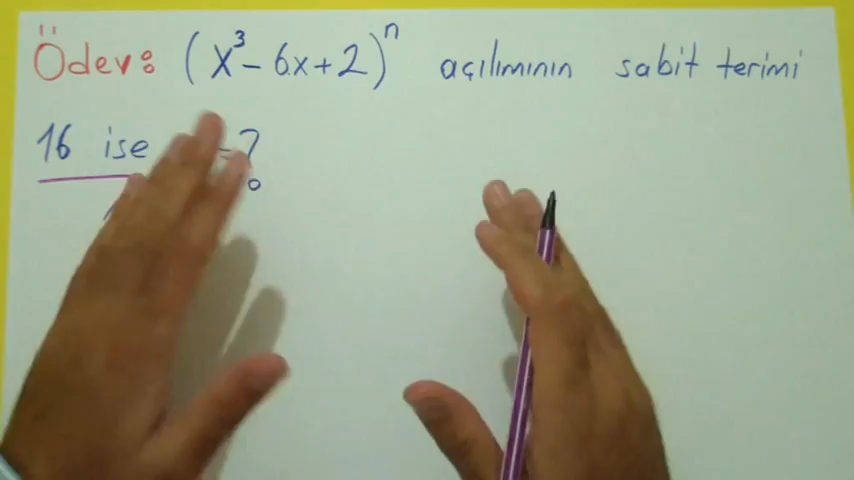 Ödev: (x³ - 6x + 2)ⁿ açılımının sabit terimi
16 ise = ?